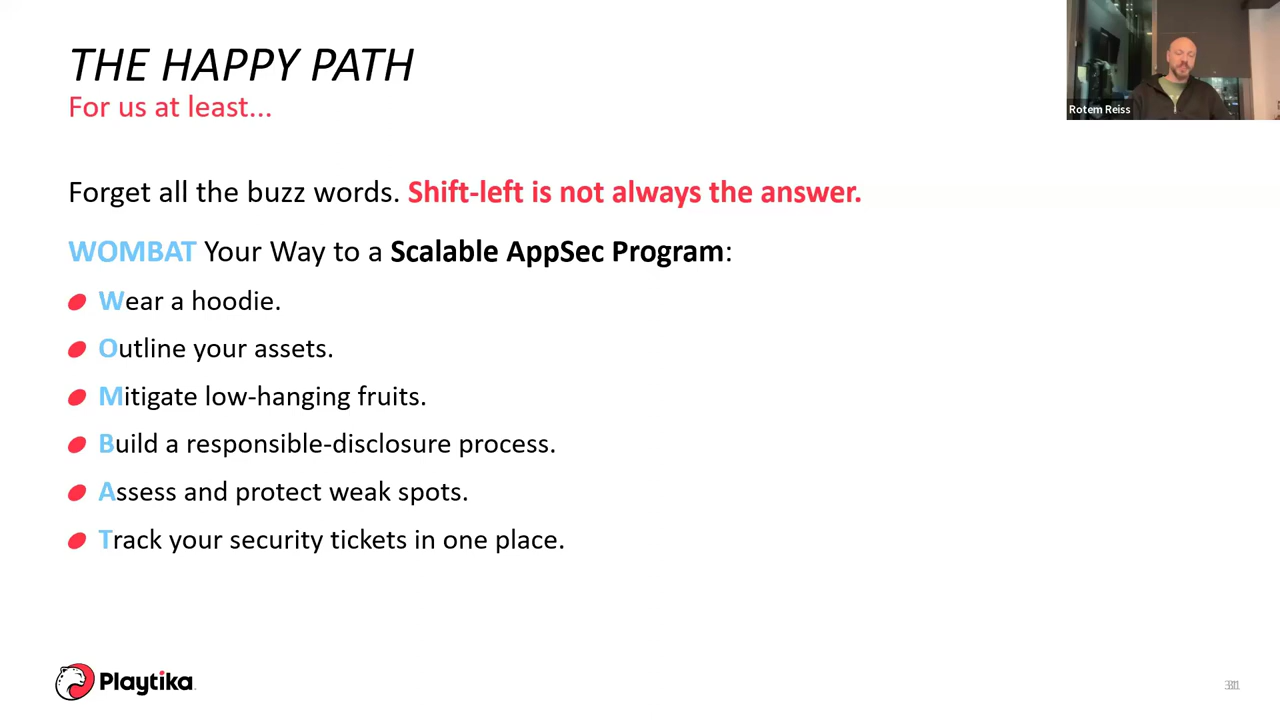 THE HAPPY PATH
For us at least...
Rotem Reiss
Forget all the buzz words. Shift-left is not always the answer.
WOMBAT Your Way to a Scalable AppSec Program:
Wear a hoodie.
Outline your assets.
Mitigate low-hanging fruits.
Build a responsible-disclosure process.
Assess and protect weak spots.
Track your security tickets in one place.
Playtika